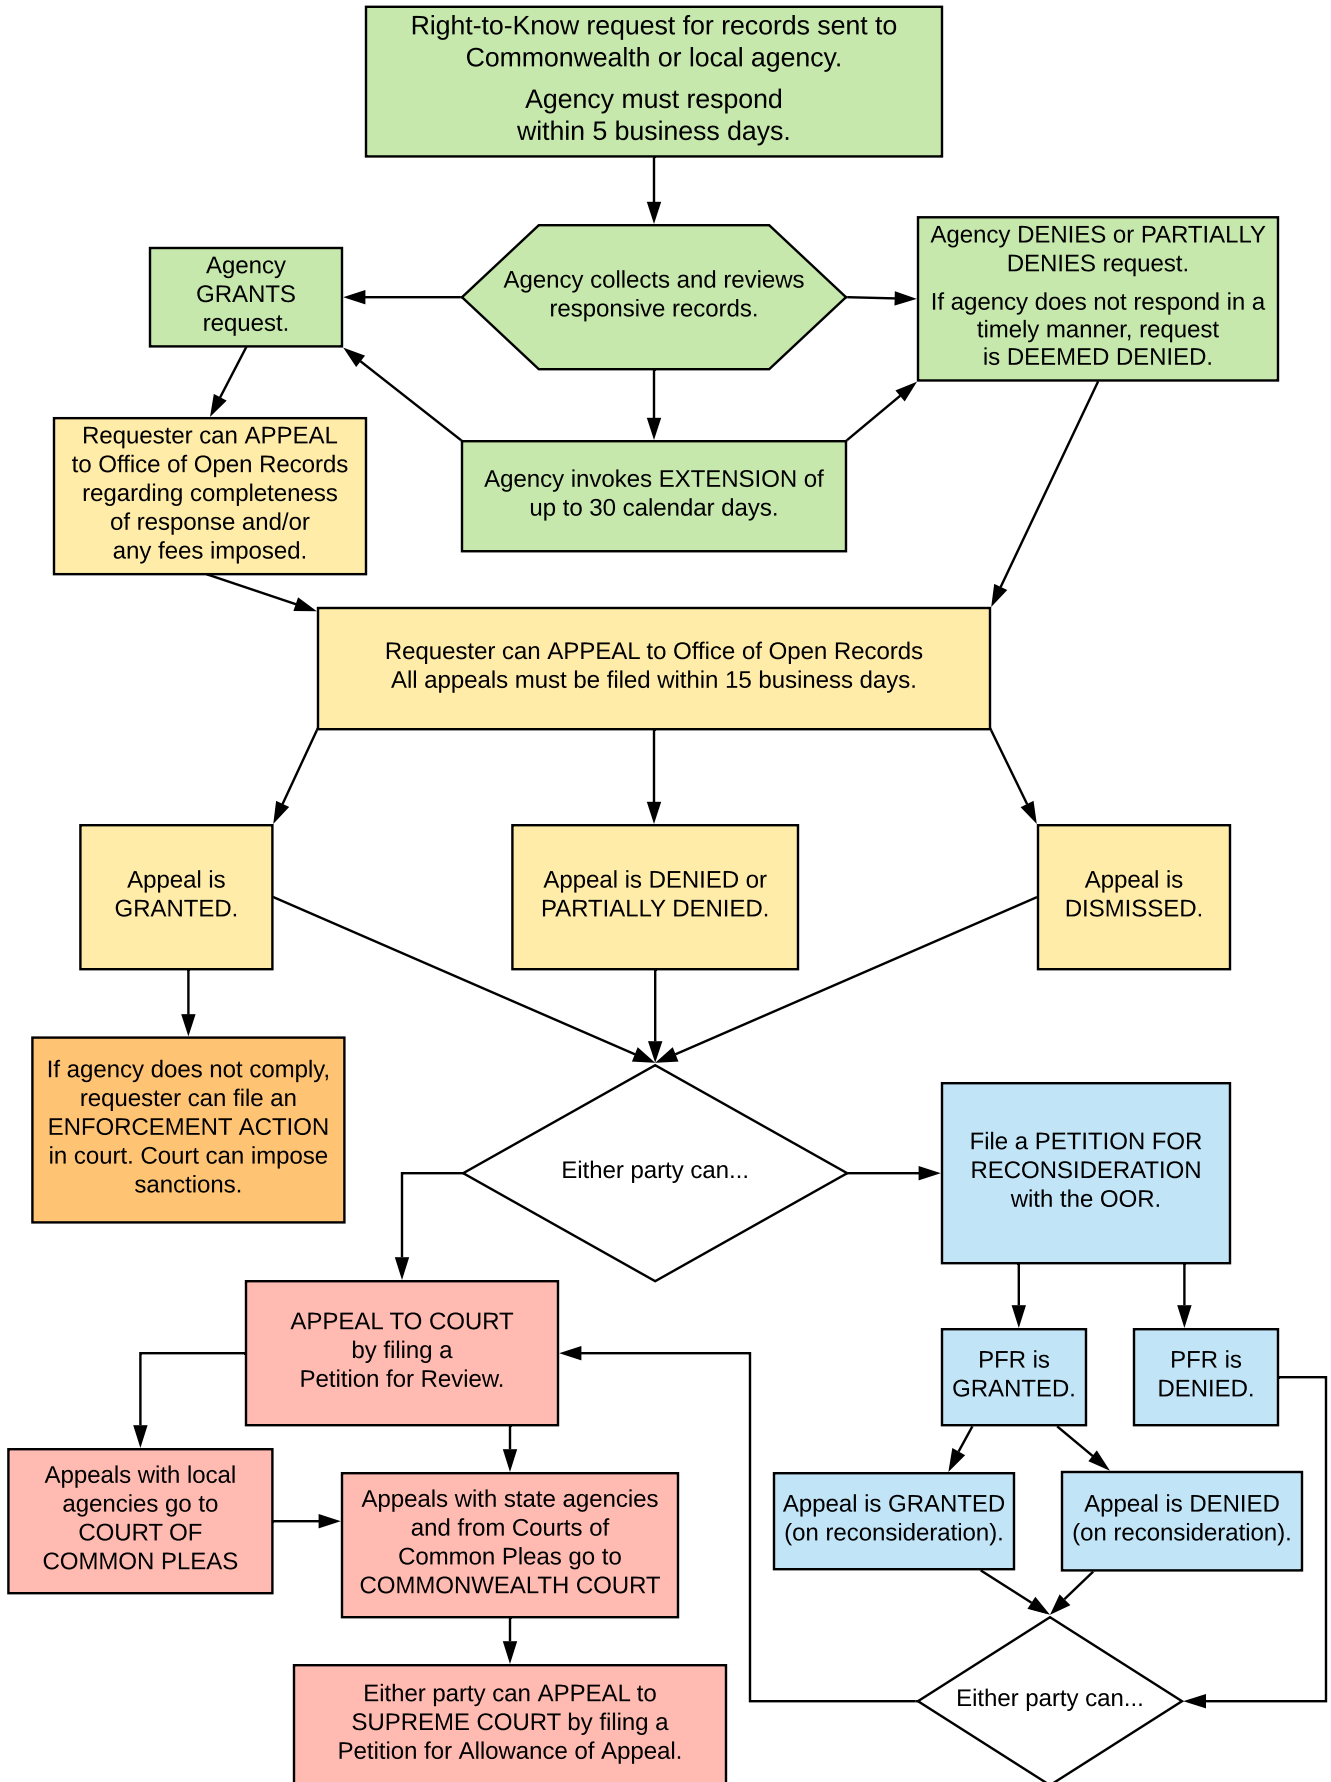 Right-to-Know request for records sent to
Commonwealth or local agency.
Agency must respond
within 5 business days.
Agency
GRANTS
request.
Agency collects and reviews
responsive records.
Agency DENIES or PARTIALLY
DENIES request.
If agency does not respond in a
timely manner, request
is DEEMED DENIED.
Requester can APPEAL
to Office of Open Records
regarding completeness
of response and/or
any fees imposed.
Agency invokes EXTENSION of
up to 30 calendar days.
Requester can APPEAL to Office of Open Records
All appeals must be filed within 15 business days.
Appeal is
GRANTED.
Appeal is DENIED or
PARTIALLY DENIED.
Appeal is
DISMISSED.
If agency does not comply,
requester can file an
ENFORCEMENT ACTION
in court. Court can impose
sanctions.
Either party can...
File a PETITION FOR
RECONSIDERATION
with the OOR.
APPEAL TO COURT
by filing a
Petition for Review.
PFR is
GRANTED.
PFR is
DENIED.
Appeals with local
agencies go to
COURT OF
COMMON PLEAS
Appeals with state agencies
and from Courts of
Common Pleas go to
COMMONWEALTH COURT
Appeal is GRANTED
(on reconsideration).
Appeal is DENIED
(on reconsideration).
Either party can APPEAL to
SUPREME COURT by filing a
Petition for Allowance of Appeal.
Either party can...